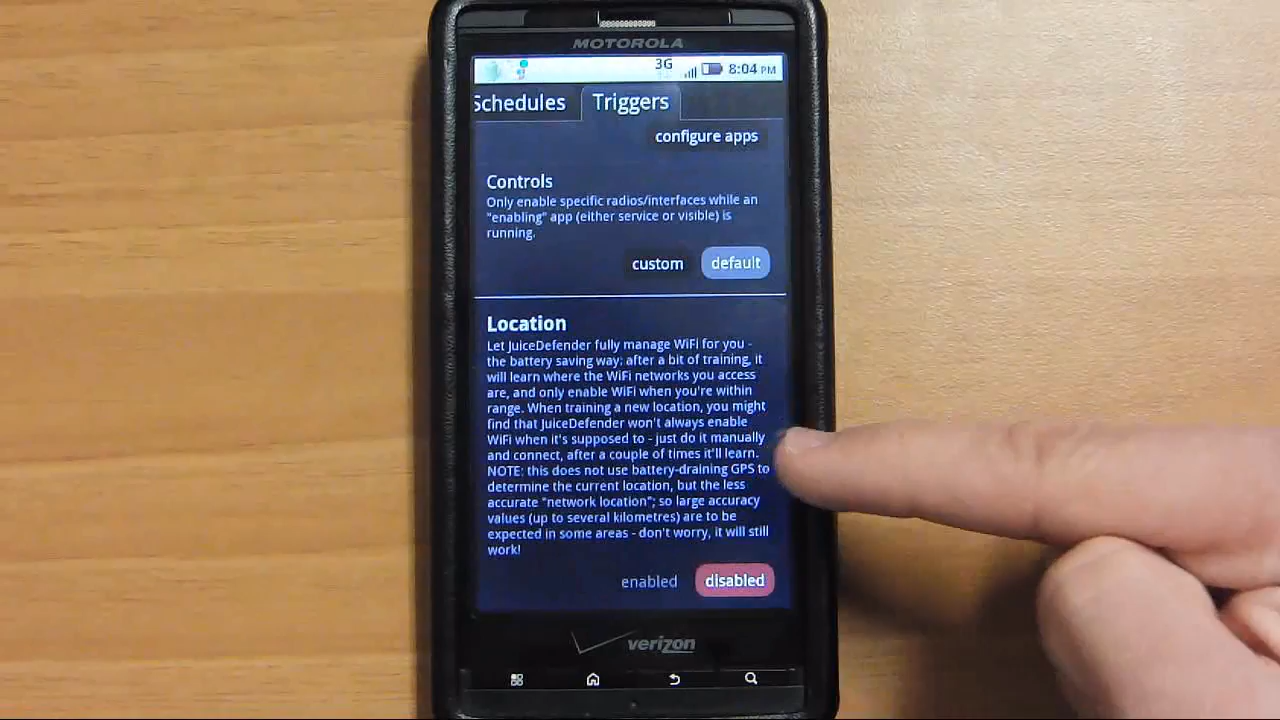 MOTOROLA
3G
8:04 PM
Schedules Triggers
configure apps
Controls
Only enable specific radios/interfaces while an
"enabling" app (either service or visible) is
running.
custom default
Location
Let JuiceDefender fully manage WiFi for you -
the battery saving way: after a bit of training, it
will learn where the WiFi networks you access
are, and only enable WiFi when you're within
range. When training a new location, you might
find that JuiceDefender won't always enable
WiFi when it's supposed to - just do it manually
and connect, after a couple of times it'll learn.
NOTE: this does not use battery-draining GPS to
determine the current location, but the less
accurate "network location"; so large accuracy
values (up to several kilometres) are to be
expected in some areas - don't worry, it will still
work!
enabled disabled
verizon